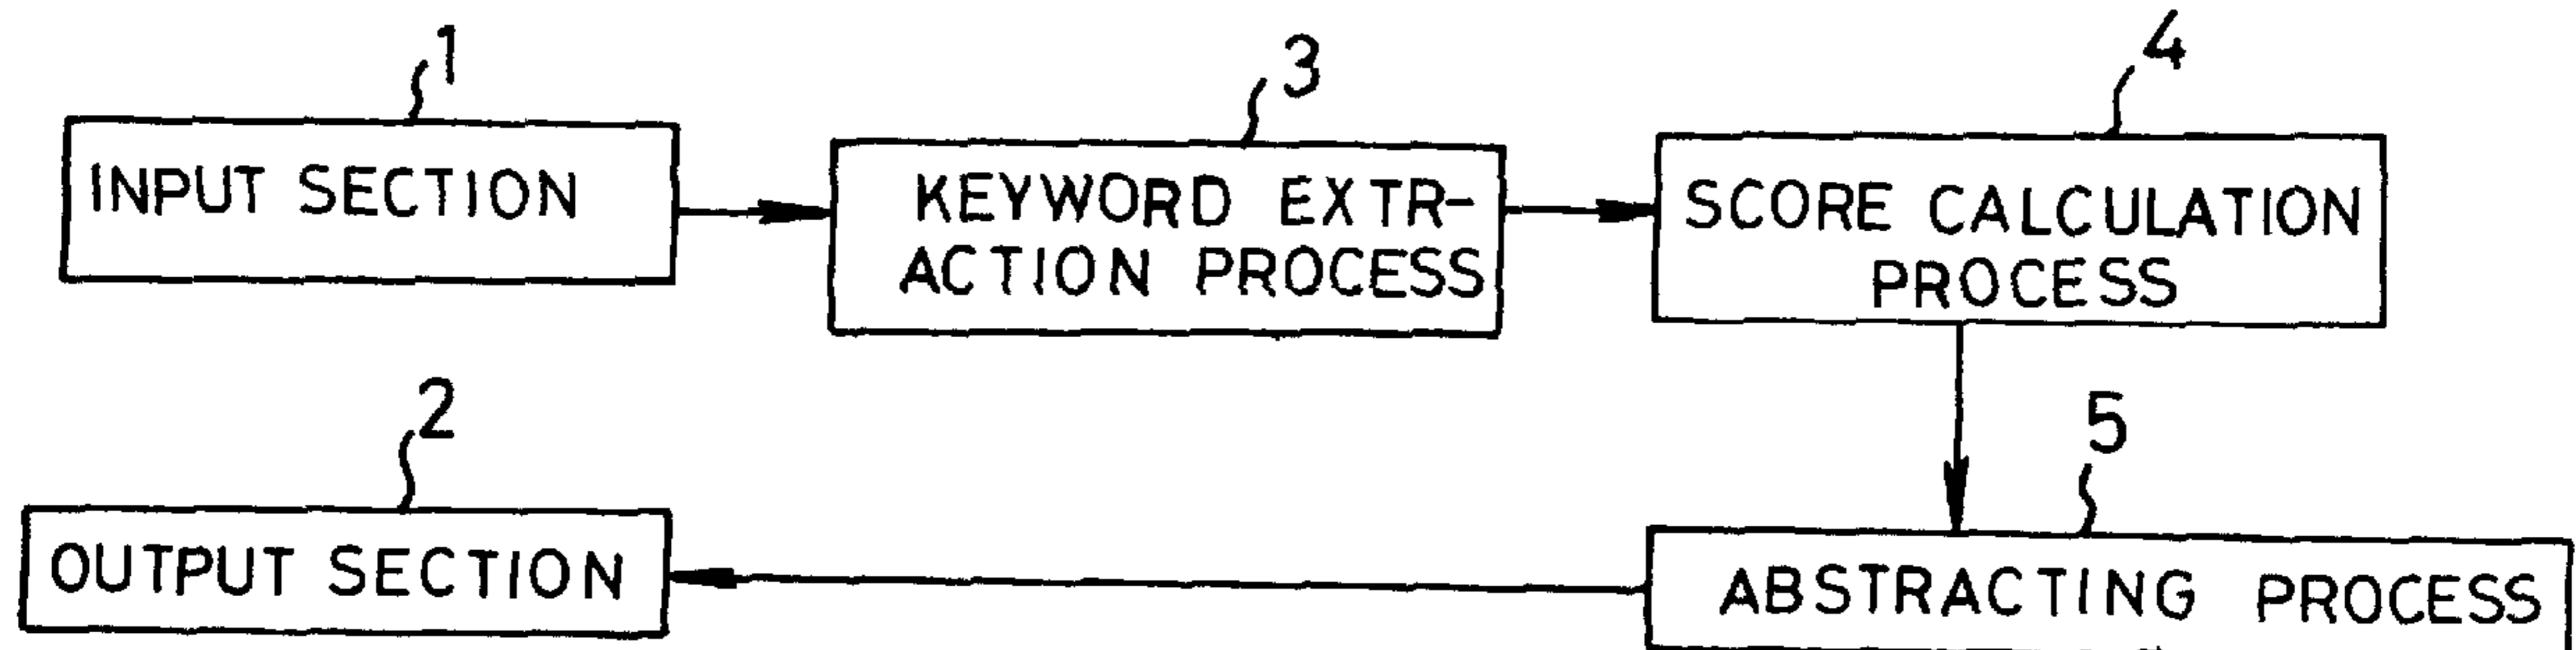 1
3
4
INPUT SECTION
KEYWORD EXTR-
ACTION PROCESS
SCORE CALCULATION
PROCESS
2
5
OUTPUT SECTION
ABSTRACTING PROCESS